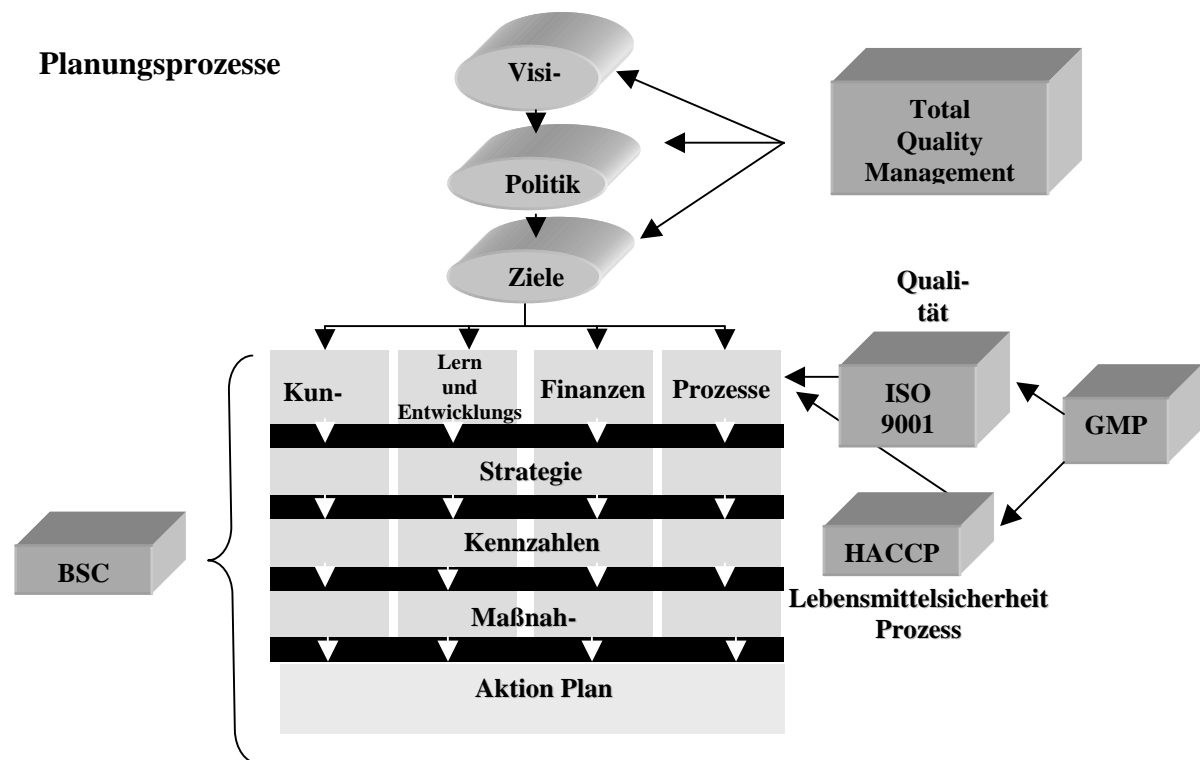 Planungsprozesse
Visi-
Total
Quality
Management
Politik
Ziele
Quali-
tät
Kun-
Lern
und
Entwicklungs
Finanzen
Prozesse
ISO
9001
GMP
Strategie
Kennzahlen
HACCP
BSC
Lebensmittelsicherheit
Prozess
Maßnah-
Aktion Plan